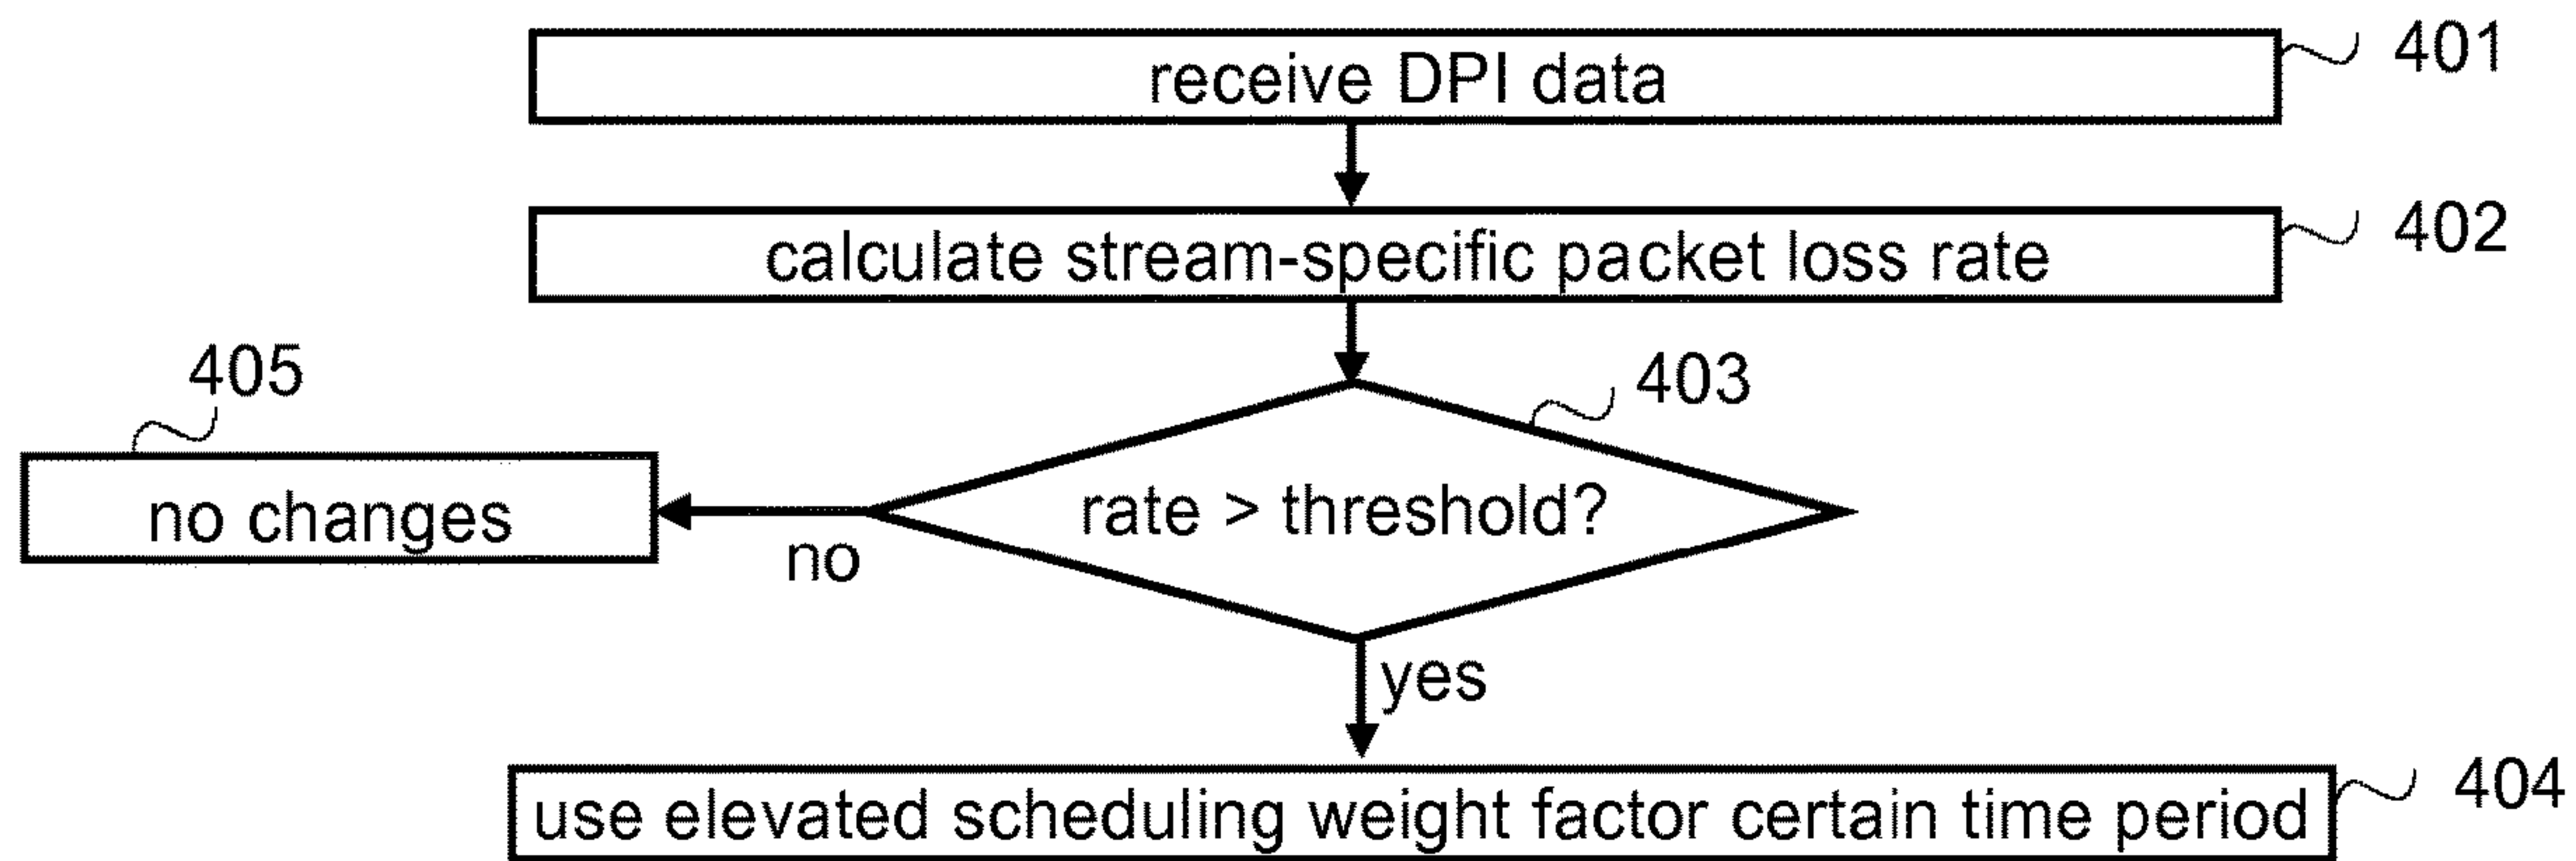 receive DPI data
401
calculate stream-specific packet loss rate
402
405
403
no changes
rate > threshold?
no
yes
use elevated scheduling weight factor certain time period
404